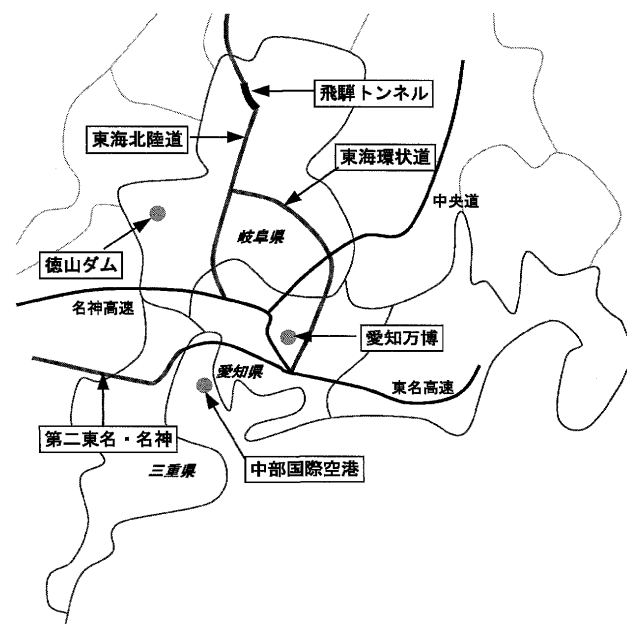 飛騨トンネル
東海北陸道
東海環状道
中央道
岐阜県
徳山ダム
名神高速
愛知万博
愛知県
東名高速
第二東名・名神
中部国際空港
三重県